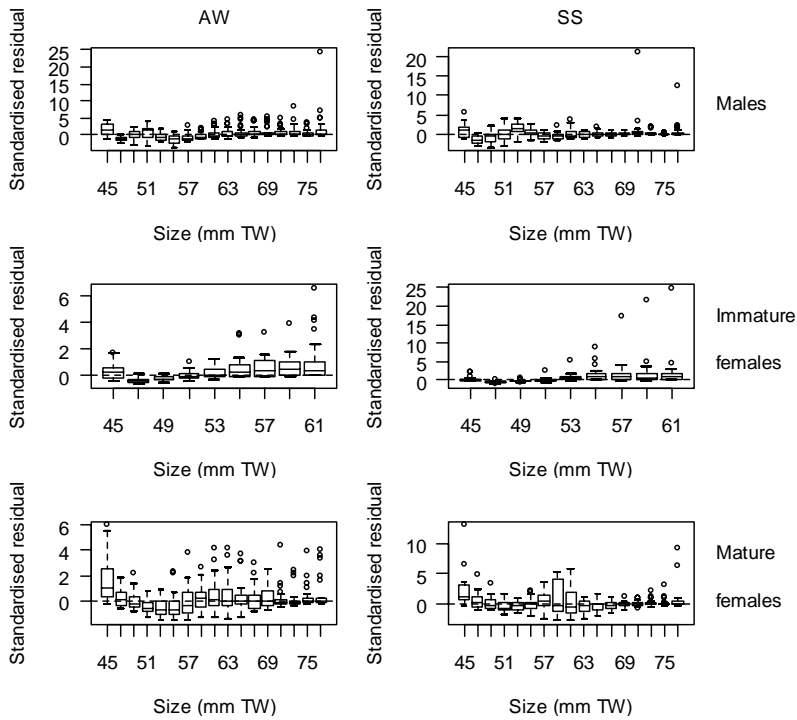 AW
SS
Standardised residual
25
20
15
10
5
0
45 51 57 63 69 75
Size (mm TW)
Standardised residual
20
15
10
5
0
45 51 57 63 69 75
Size (mm TW)
Males
Standardised residual
6
4
2
0
45 49 53 57 61
Size (mm TW)
Standardised residual
25
20
15
10
5
0
45 49 53 57 61
Size (mm TW)
Immature
females
Standardised residual
6
4
2
0
45 51 57 63 69 75
Size (mm TW)
Standardised residual
10
5
0
45 51 57 63 69 75
Size (mm TW)
Mature
females